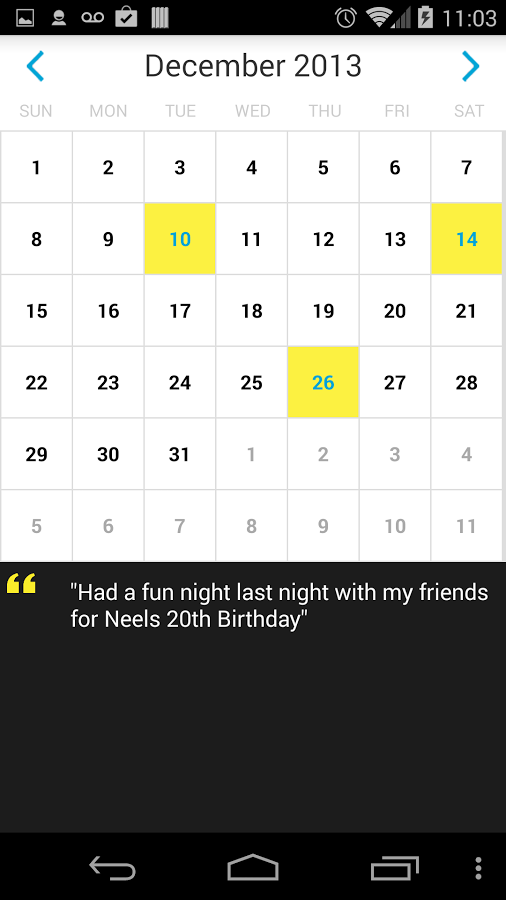 11:03
December 2013
SUN MON TUE WED THU FRI SAT
1 2 3 4 5 6 7
8 9 10 11 12 13 14
15 16 17 18 19 20 21
22 23 24 25 26 27 28
29 30 31 1 2 3 4
5 6 7 8 9 10 11
"Had a fun night last night with my friends
for Neels 20th Birthday"